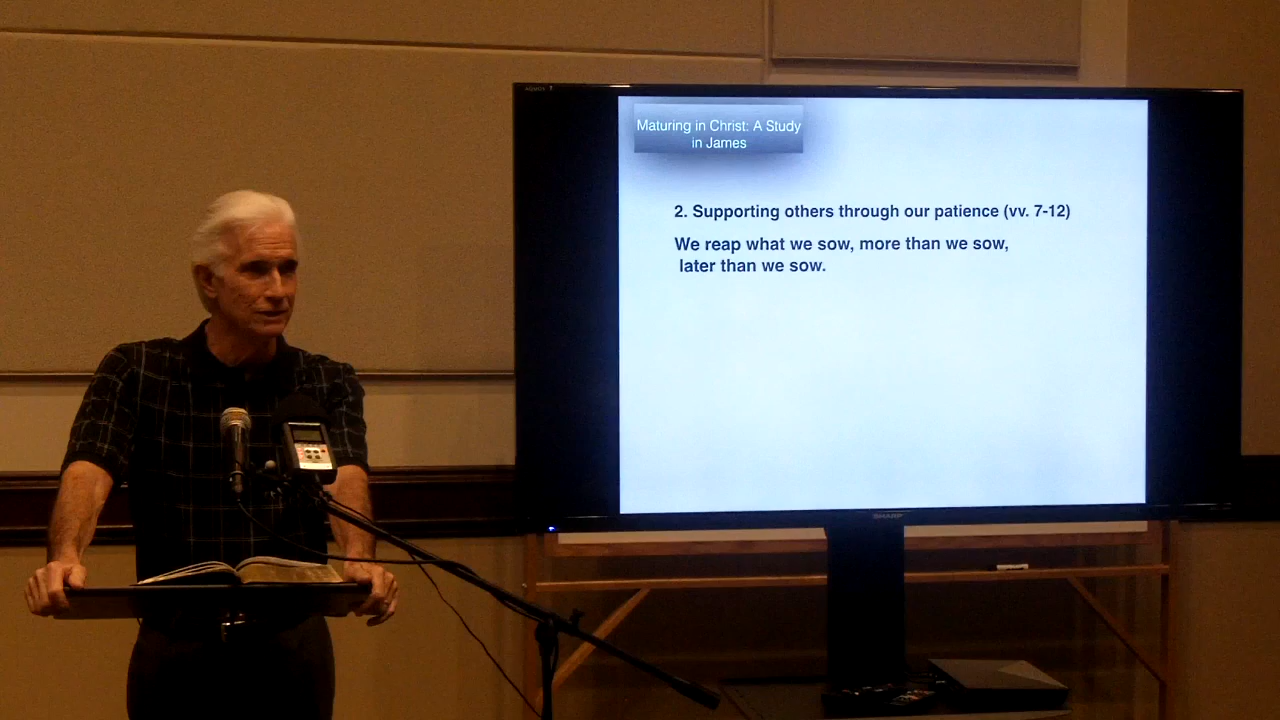 Maturing in Christ: A Study
in James
2. Supporting others through our patience (vv. 7-12)
We reap what we sow, more than we sow,
later than we sow.
SHARP